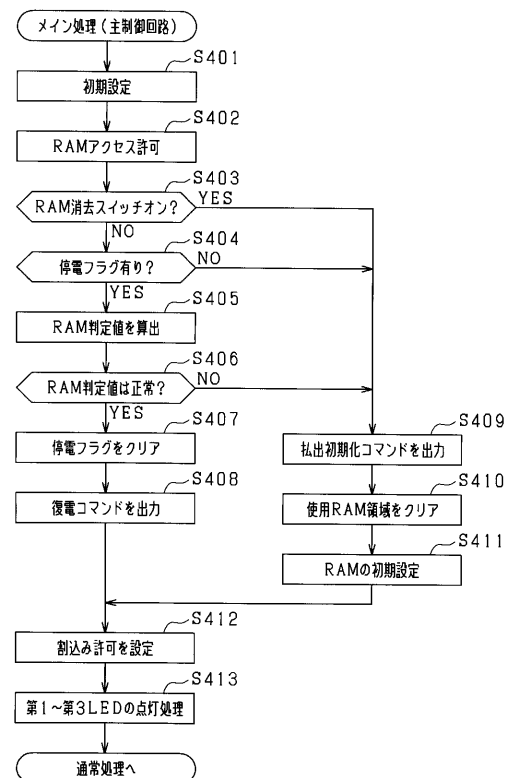 メイン処理(主制御回路)
S401
初期設定
S402
RAMアクセス許可
S403
RAM消去スイッチオン?
YES
NO
S404
停電フラグ有り?
NO
YES
S405
RAM判定値を算出
S406
RAM判定値は正常?
NO
YES
S407
停電フラグをクリア
S408
復電コマンドを出力
S409
払出初期化コマンドを出力
S410
使用RAM領域をクリア
S411
RAMの初期設定
S412
割込み許可を設定
S413
第1~第3LEDの点灯処理
通常処理へ